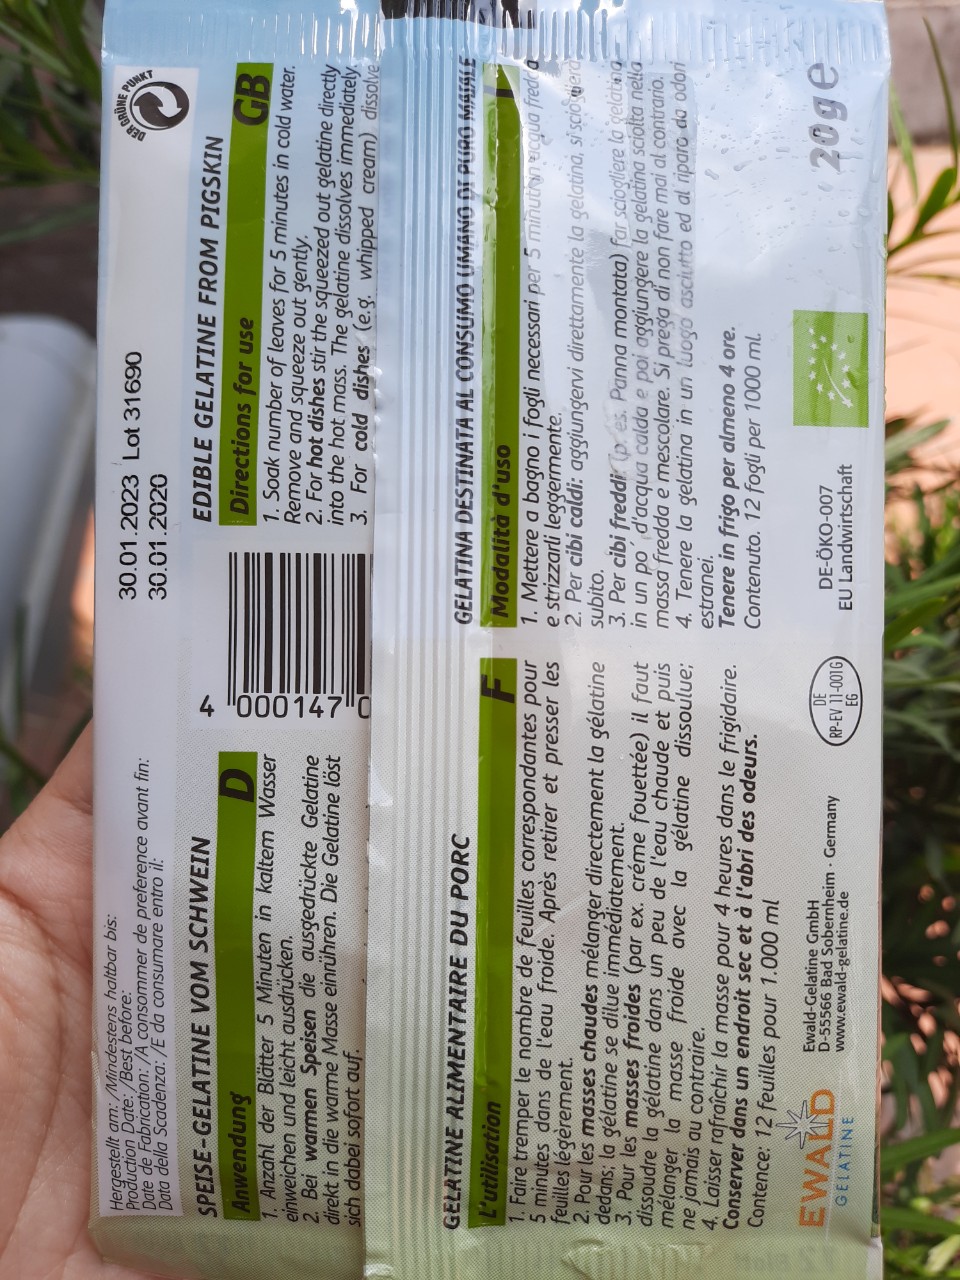 Hergestellt am: /Mindestens haltbar bis:
Production Date: /Best before:
Date de Fabrication: /A consommer de preference avant fin:
Data della Scadenza: /E da consumare entro il:
30.01.2023 Lot 31690
30.01.2020
DER GRÜNE PUNKT
SPEISE-GELATINE VOM SCHWEIN
Anwendung D
1. Anzahl der Blätter 5 Minuten in kaltem Wasser
einweichen und leicht ausdrücken.
2. Bei warmen Speisen die ausgedrückte Gelatine
direkt in die warme Masse einrühren. Die Gelatine löst
sich dabei sofort auf.
4 000147
EDIBLE GELATINE FROM PIGSKIN
Directions for use GB
1. Soak number of leaves for 5 minutes in cold water.
Remove and squeeze out gently.
2. For hot dishes stir the squeezed out gelatine directly
into the hot mass. The gelatine dissolves immediately.
3. For cold dishes (e.g. whipped cream) dissolve
GELATINE ALIMENTAIRE DU PORC
L'utilisation F
1. Faire tremper le nombre de feuilles correspondantes pour
5 minutes dans de l'eau froide. Après retirer et presser les
feuilles légèrement.
2. Pour les masses chaudes mélanger directement la gélatine
dedans; la gélatine se dilue immédiatement.
3. Pour les masses froides (par ex. crème fouettée) il faut
dissoudre la gélatine dans un peu de l'eau chaude et puis
mélanger la masse froide avec la gélatine dissoulue;
ne jamais au contraire.
4. Laisser rafraîchir la masse pour 4 heures dans le frigidaire.
Conserver dans un endroit sec et à l'abri des odeurs.
Contence: 12 feuilles pour 1.000 ml
GELATINA DESTINATA AL CONSUMO UMANO DI PURO MAIALE
Modalità d'uso I
1. Mettere a bagno i fogli necessari per 5 minuti in acqua fredda
e strizzarli leggermente.
2. Per cibi caldi: aggiungervi direttamente la gelatina, si scioglierà
subito.
3. Per cibi freddi: (p. es. Panna montata) far sciogliere la gelatina
in un po' d'acqua calda e poi aggiungere la gelatina sciolta nella
massa fredda e mescolare. Si prega di non fare mai al contrario.
4. Tenere la gelatina in un luogo asciutto ed al riparo da odori
estranei.
Tenere in frigo per almeno 4 ore.
Contenuto. 12 fogli per 1000 ml.
EWALD
GELATINE
Ewald-Gelatine GmbH
D-55566 Bad Sobernheim · Germany
www.ewald-gelatine.de
DE
RP-EV 11-001G
EG
DE-ÖKO-007
EU Landwirtschaft
20g e